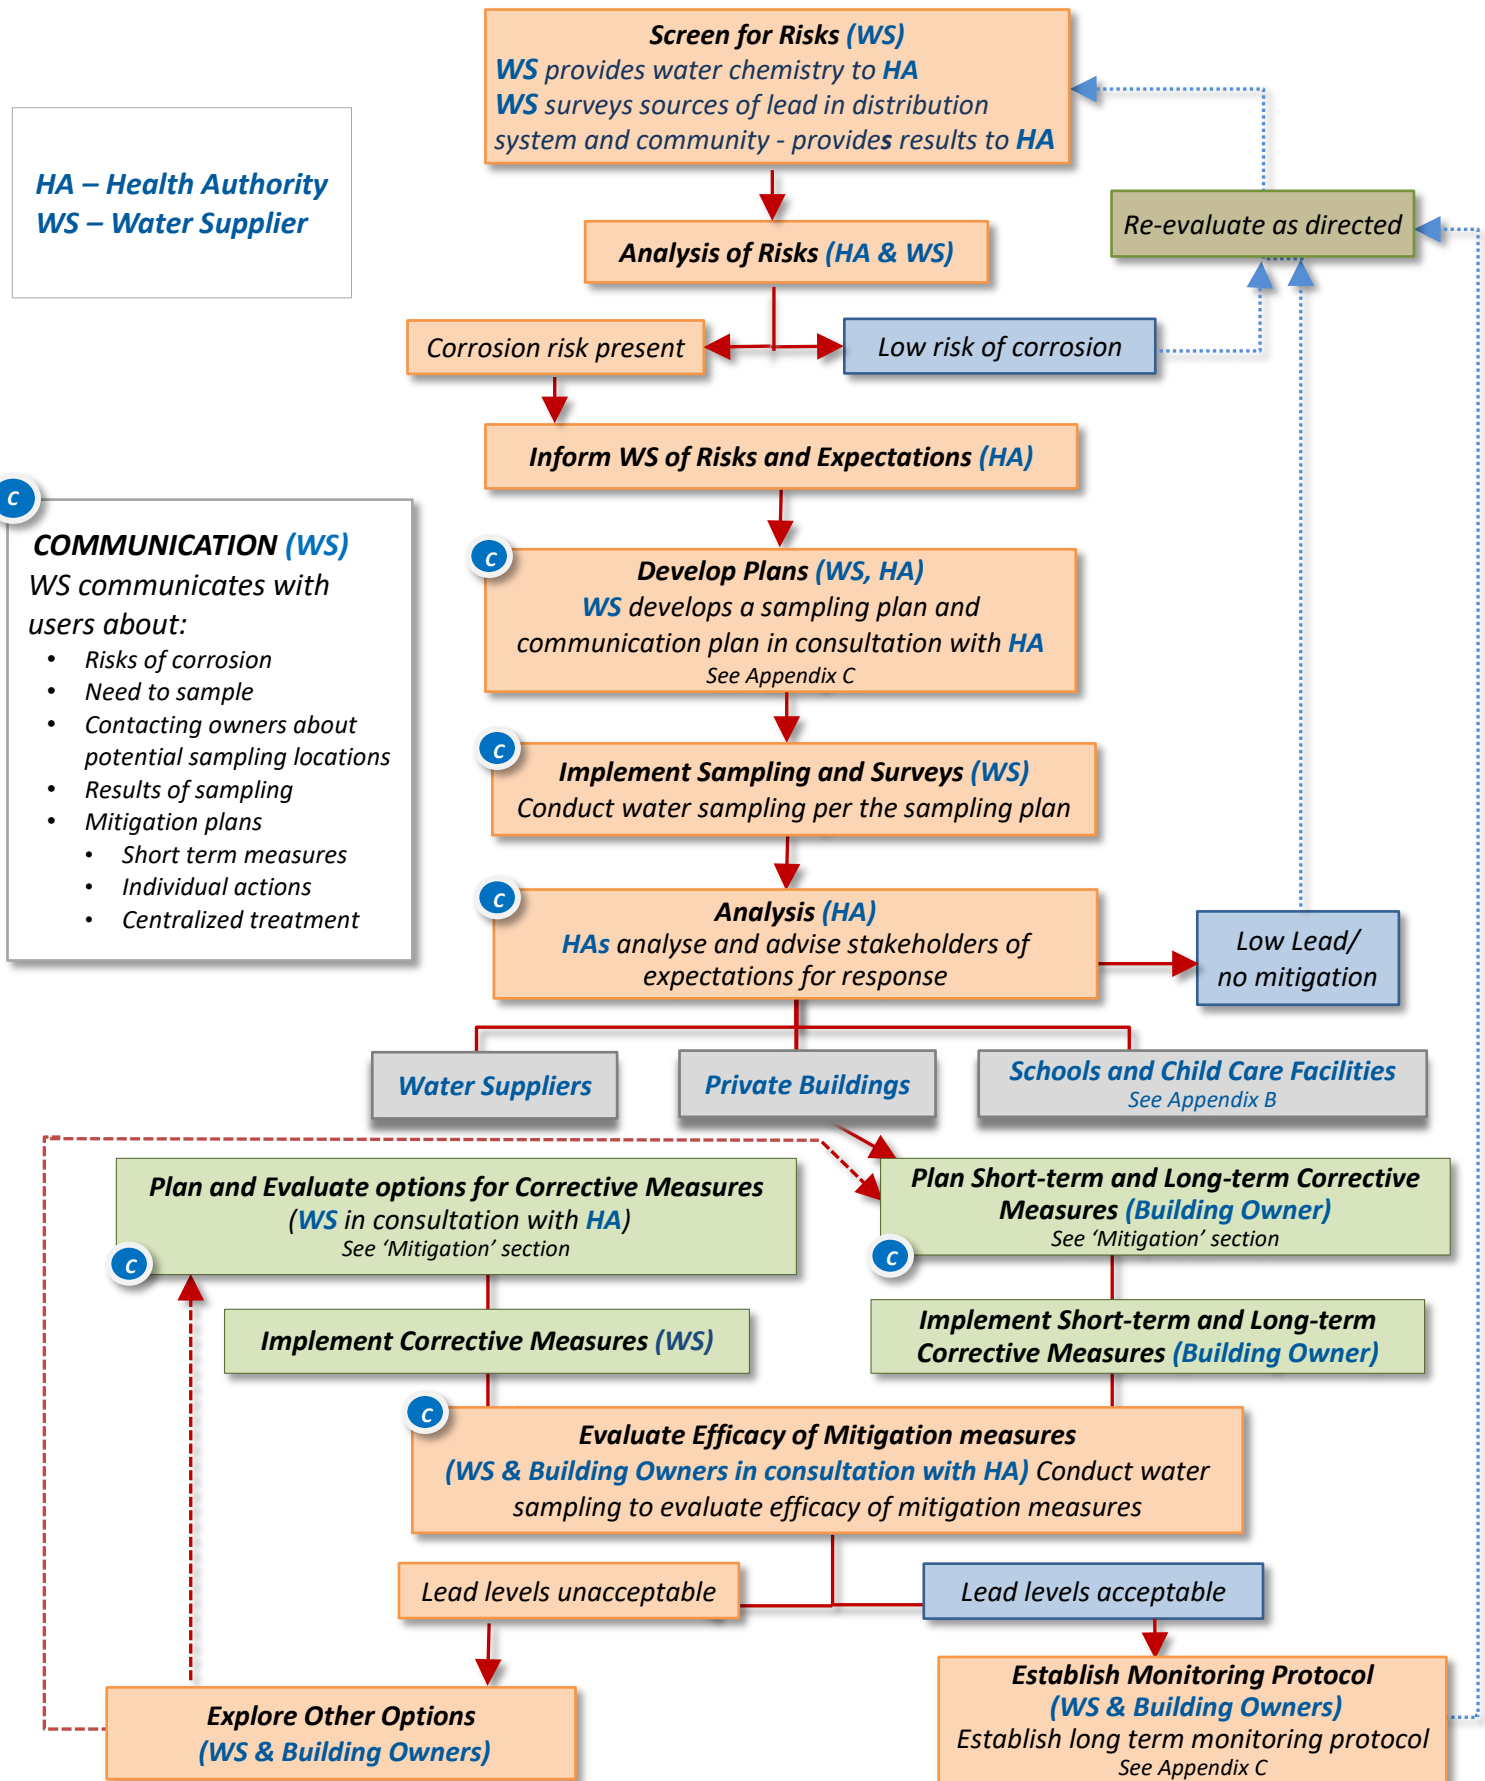 Screen for Risks (WS)
WS provides water chemistry to HA
WS surveys sources of lead in distribution
system and community - provides results to HA
HA – Health Authority
WS – Water Supplier
Re-evaluate as directed
Analysis of Risks (HA & WS)
Corrosion risk present
Low risk of corrosion
Inform WS of Risks and Expectations (HA)
C
COMMUNICATION (WS)
WS communicates with
users about:
• Risks of corrosion
• Need to sample
• Contacting owners about
potential sampling locations
• Results of sampling
• Mitigation plans
• Short term measures
• Individual actions
• Centralized treatment
C
Develop Plans (WS, HA)
WS develops a sampling plan and
communication plan in consultation with HA
See Appendix C
C
Implement Sampling and Surveys (WS)
Conduct water sampling per the sampling plan
C
Analysis (HA)
HAs analyse and advise stakeholders of
expectations for response
Low Lead/
no mitigation
Water Suppliers
Private Buildings
Schools and Child Care Facilities
See Appendix B
Plan and Evaluate options for Corrective Measures
(WS in consultation with HA)
See ‘Mitigation’ section
C
Plan Short-term and Long-term Corrective
Measures (Building Owner)
See ‘Mitigation’ section
C
Implement Corrective Measures (WS)
Implement Short-term and Long-term
Corrective Measures (Building Owner)
C
Evaluate Efficacy of Mitigation measures
(WS & Building Owners in consultation with HA) Conduct water
sampling to evaluate efficacy of mitigation measures
Lead levels unacceptable
Lead levels acceptable
Explore Other Options
(WS & Building Owners)
Establish Monitoring Protocol
(WS & Building Owners)
Establish long term monitoring protocol
See Appendix C